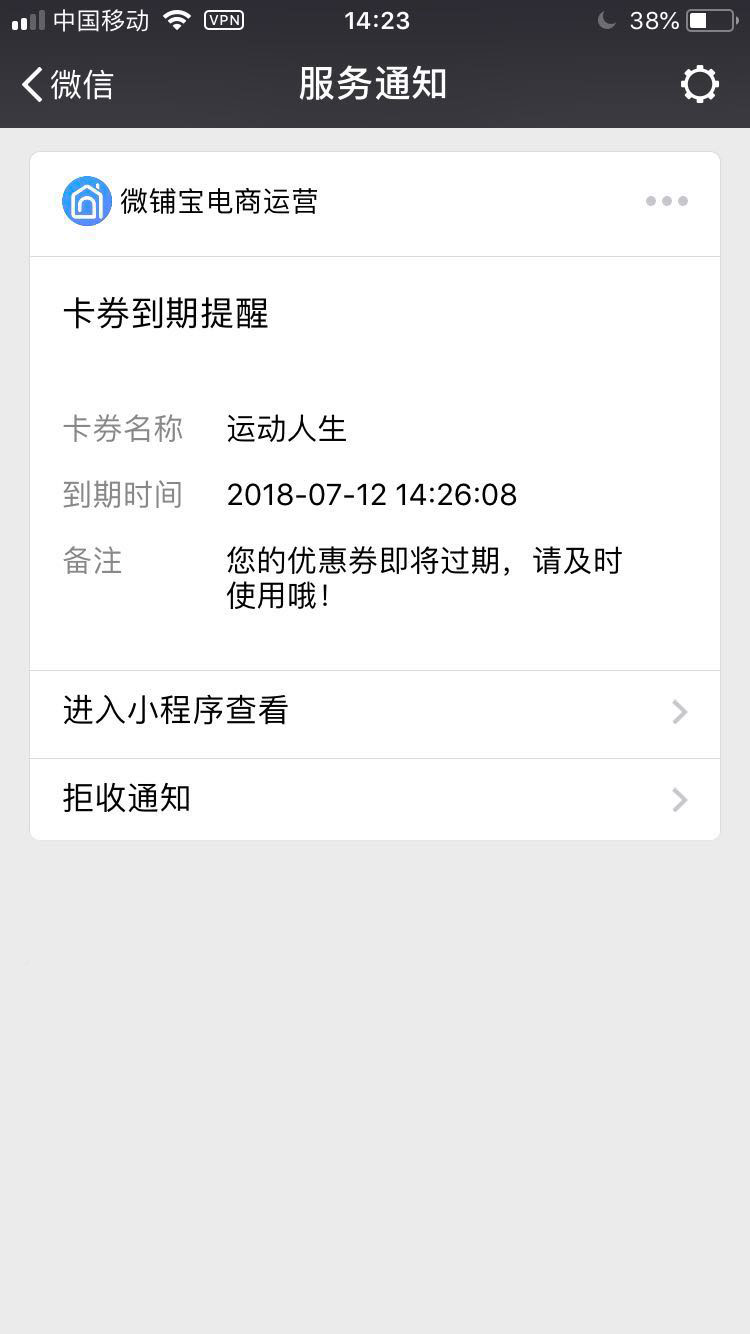 中国移动 VPN 14:23 38%
微信 服务通知
微铺宝电商运营
卡券到期提醒
卡券名称 运动人生
到期时间 2018-07-12 14:26:08
备注 您的优惠券即将过期，请及时
使用哦！
进入小程序查看
拒收通知